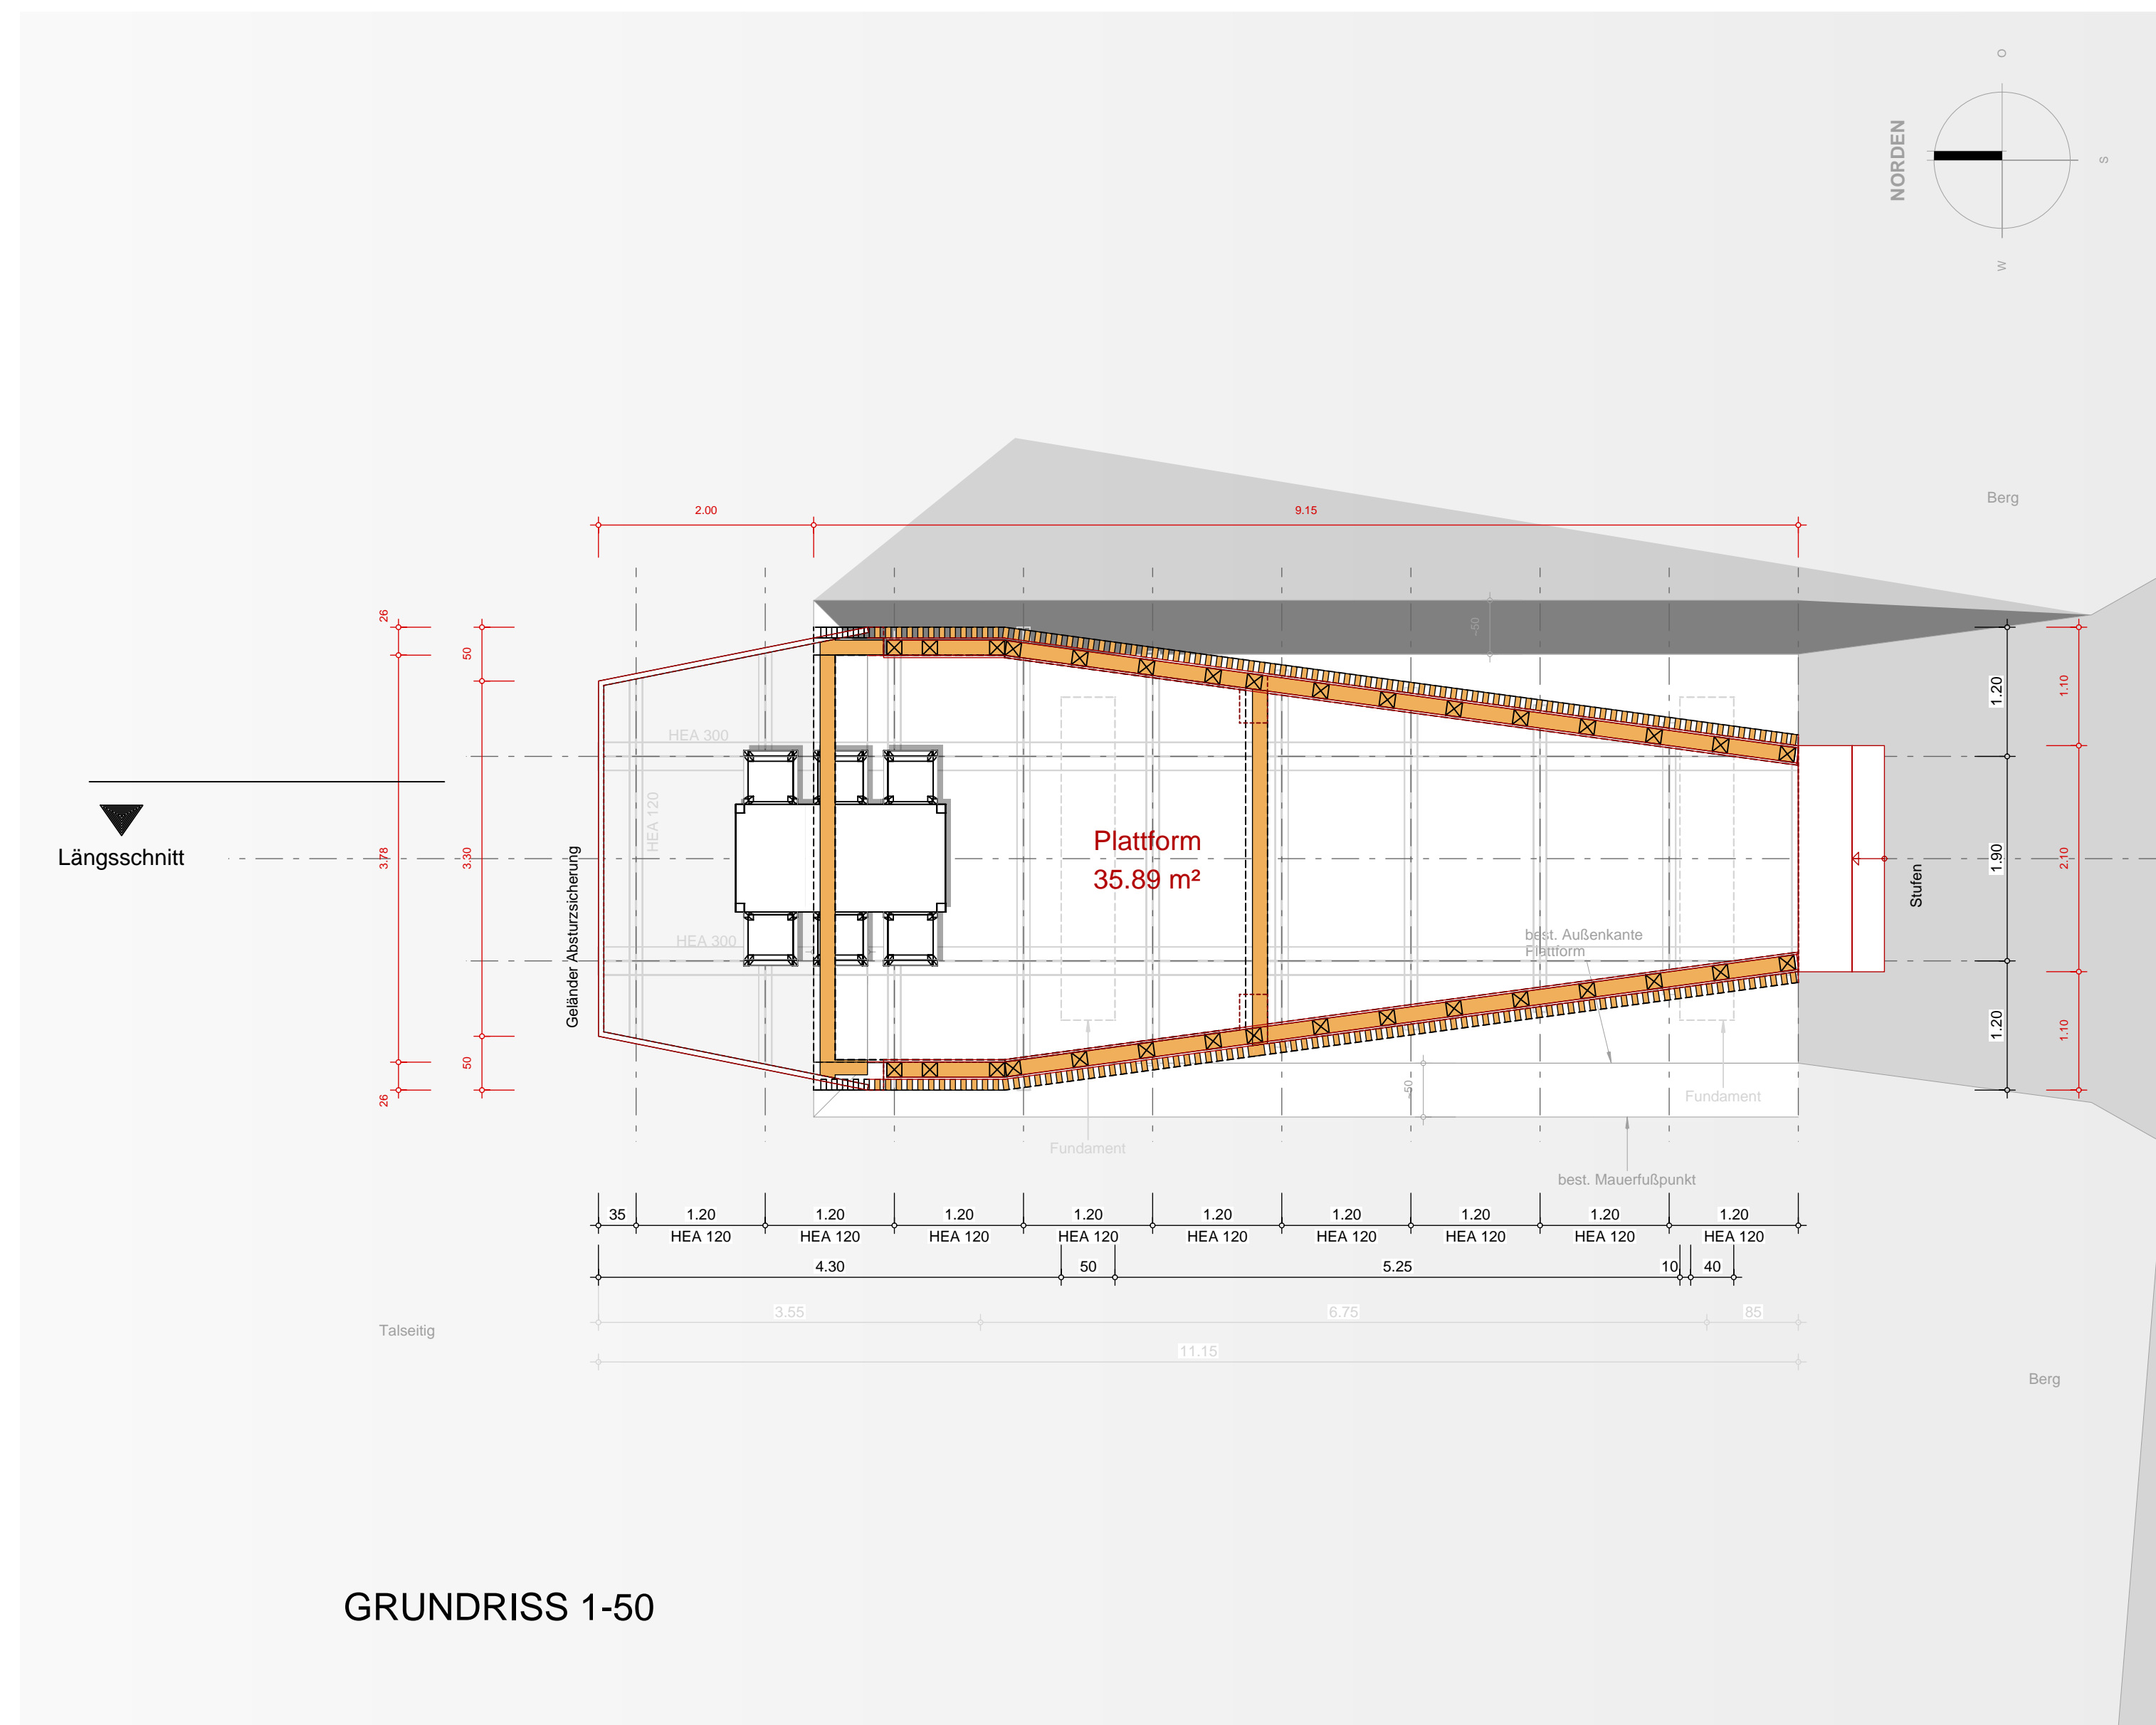 O
NORDEN
S
W
Berg
2.00
9.15
26
50
~50
1.20
1.10
HEA 300
HEA 120
Plattform
35.89 m²
Längsschnitt
3.78
3.30
Geländer Absturzsicherung
1.90
2.10
Stufen
HEA 300
best. Außenkante
Plattform
50
26
~50
1.20
1.10
Fundament
Fundament
best. Mauerfußpunkt
35 1.20 1.20 1.20 1.20 1.20 1.20 1.20 1.20 1.20
HEA 120 HEA 120 HEA 120 HEA 120 HEA 120 HEA 120 HEA 120 HEA 120 HEA 120
4.30 50 5.25 10 40
3.55 6.75 85
Talseitig
11.15
Berg
GRUNDRISS 1-50